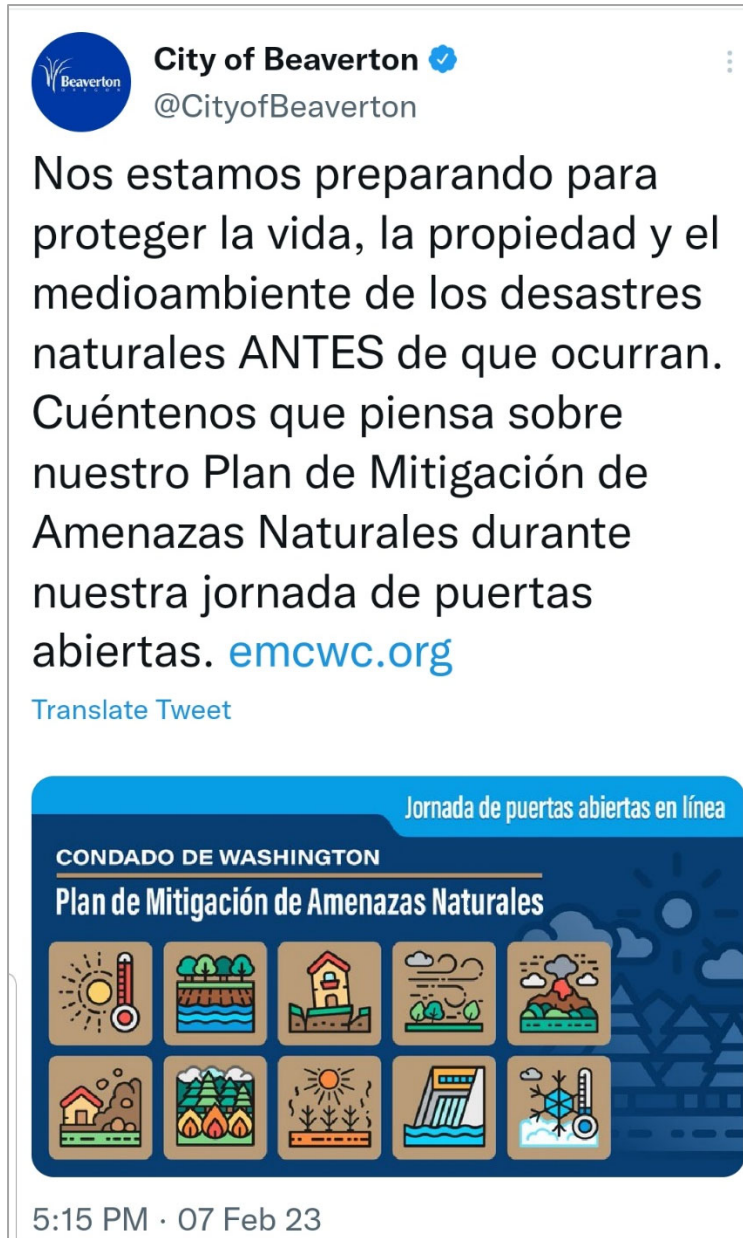 City of Beaverton
@CityofBeaverton
Beaverton
OREGON
Nos estamos preparando para
proteger la vida, la propiedad y el
medioambiente de los desastres
naturales ANTES de que ocurran.
Cuéntenos que piensa sobre
nuestro Plan de Mitigación de
Amenazas Naturales durante
nuestra jornada de puertas
abiertas. emcwc.org
Translate Tweet
Jornada de puertas abiertas en línea
CONDADO DE WASHINGTON
Plan de Mitigación de Amenazas Naturales
5:15 PM · 07 Feb 23